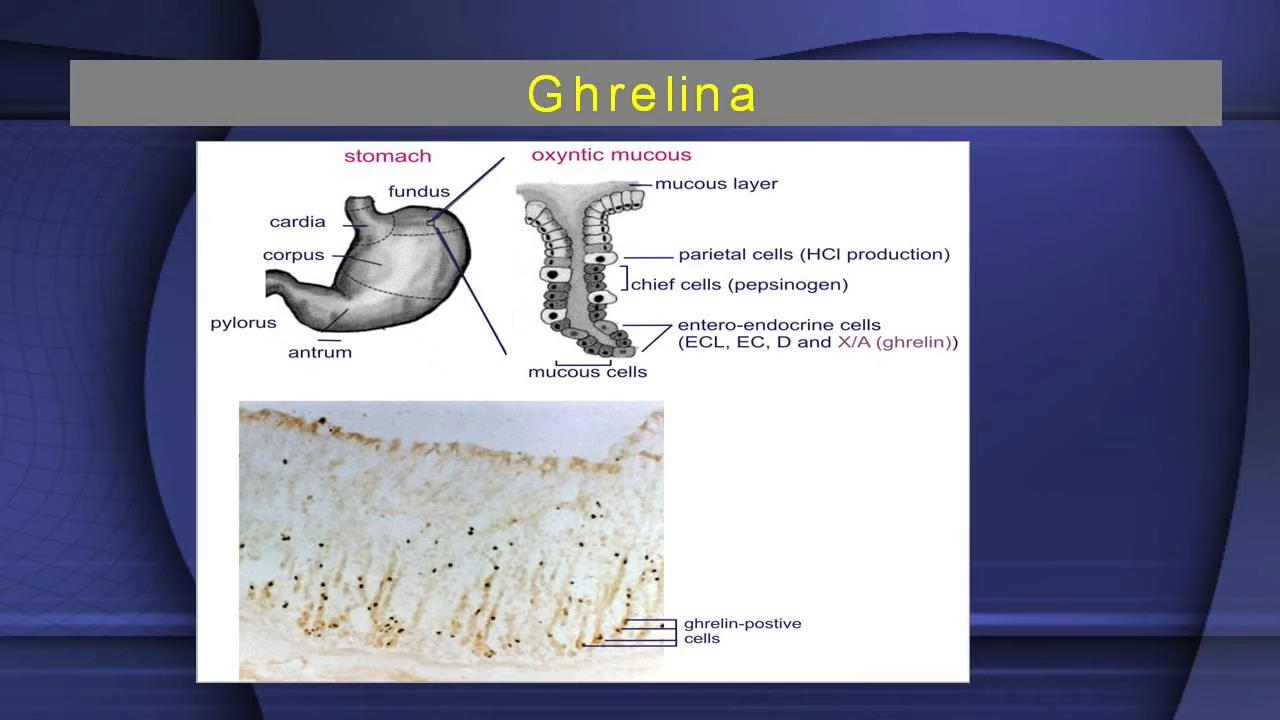 Ghrelina
stomach
oxyntic mucous
fundus
mucous layer
cardia
corpus
parietal cells (HCl production)
chief cells (pepsinogen)
pylorus
entero-endocrine cells
(ECL, EC, D and X/A (ghrelin))
antrum
mucous cells
ghrelin-postive
cells